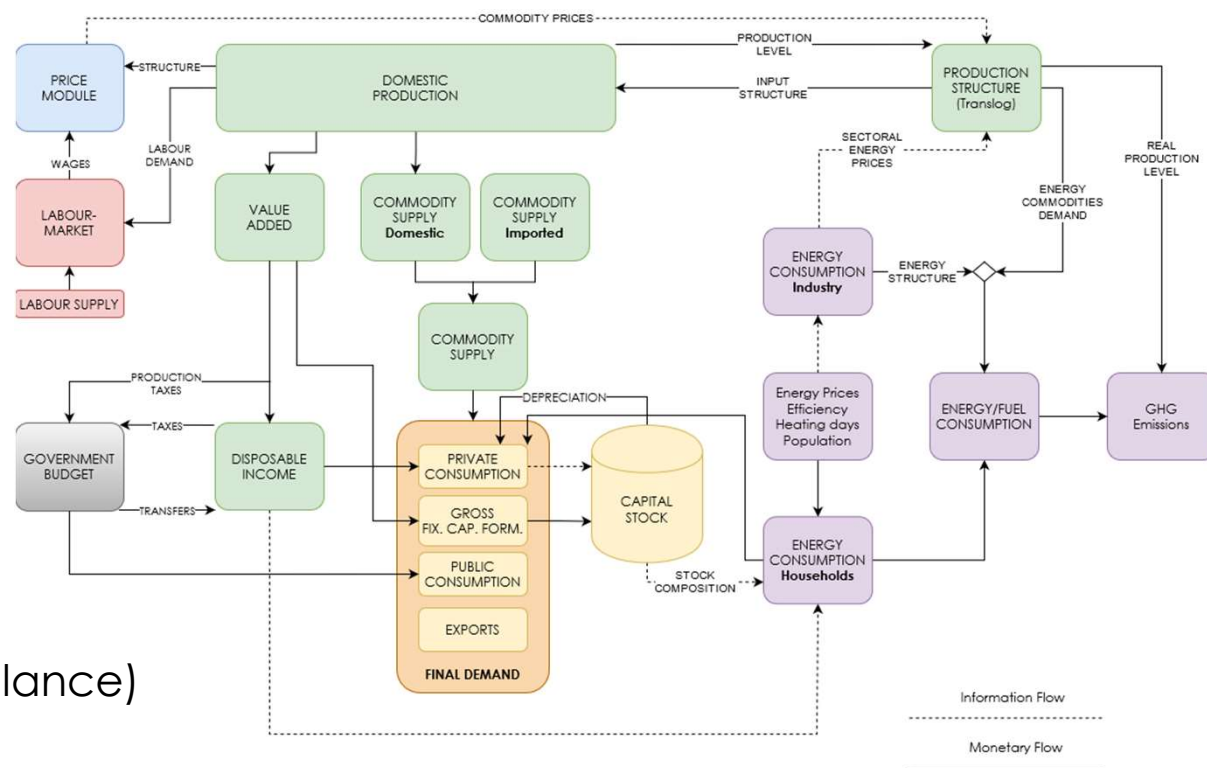 COMMODITY PRICES
PRICE
MODULE
STRUCTURE
DOMESTIC
PRODUCTION
PRODUCTION
LEVEL
INPUT
STRUCTURE
PRODUCTION
STRUCTURE
(Translog)
WAGES
LABOUR
DEMAND
SECTORAL
ENERGY
PRICES
REAL
PRODUCTION
LEVEL
LABOUR-
MARKET
VALUE
ADDED
COMMODITY
SUPPLY
Domestic
COMMODITY
SUPPLY
Imported
ENERGY
COMMODITIES
DEMAND
LABOUR SUPPLY
ENERGY
CONSUMPTION
Industry
ENERGY
STRUCTURE
COMMODITY
SUPPLY
PRODUCTION
TAXES
DEPRECIATION
Energy Prices
Efficiency
Heating days
Population
ENERGY/FUEL
CONSUMPTION
GHG
Emissions
TAXES
GOVERNMENT
BUDGET
DISPOSABLE
INCOME
PRIVATE
CONSUMPTION
TRANSFERS
GROSS
FIX. CAP. FORM.
CAPITAL
STOCK
PUBLIC
CONSUMPTION
STOCK
COMPOSITION
ENERGY
CONSUMPTION
Households
EXPORTS
FINAL DEMAND
lance)
Information Flow
Monetary Flow